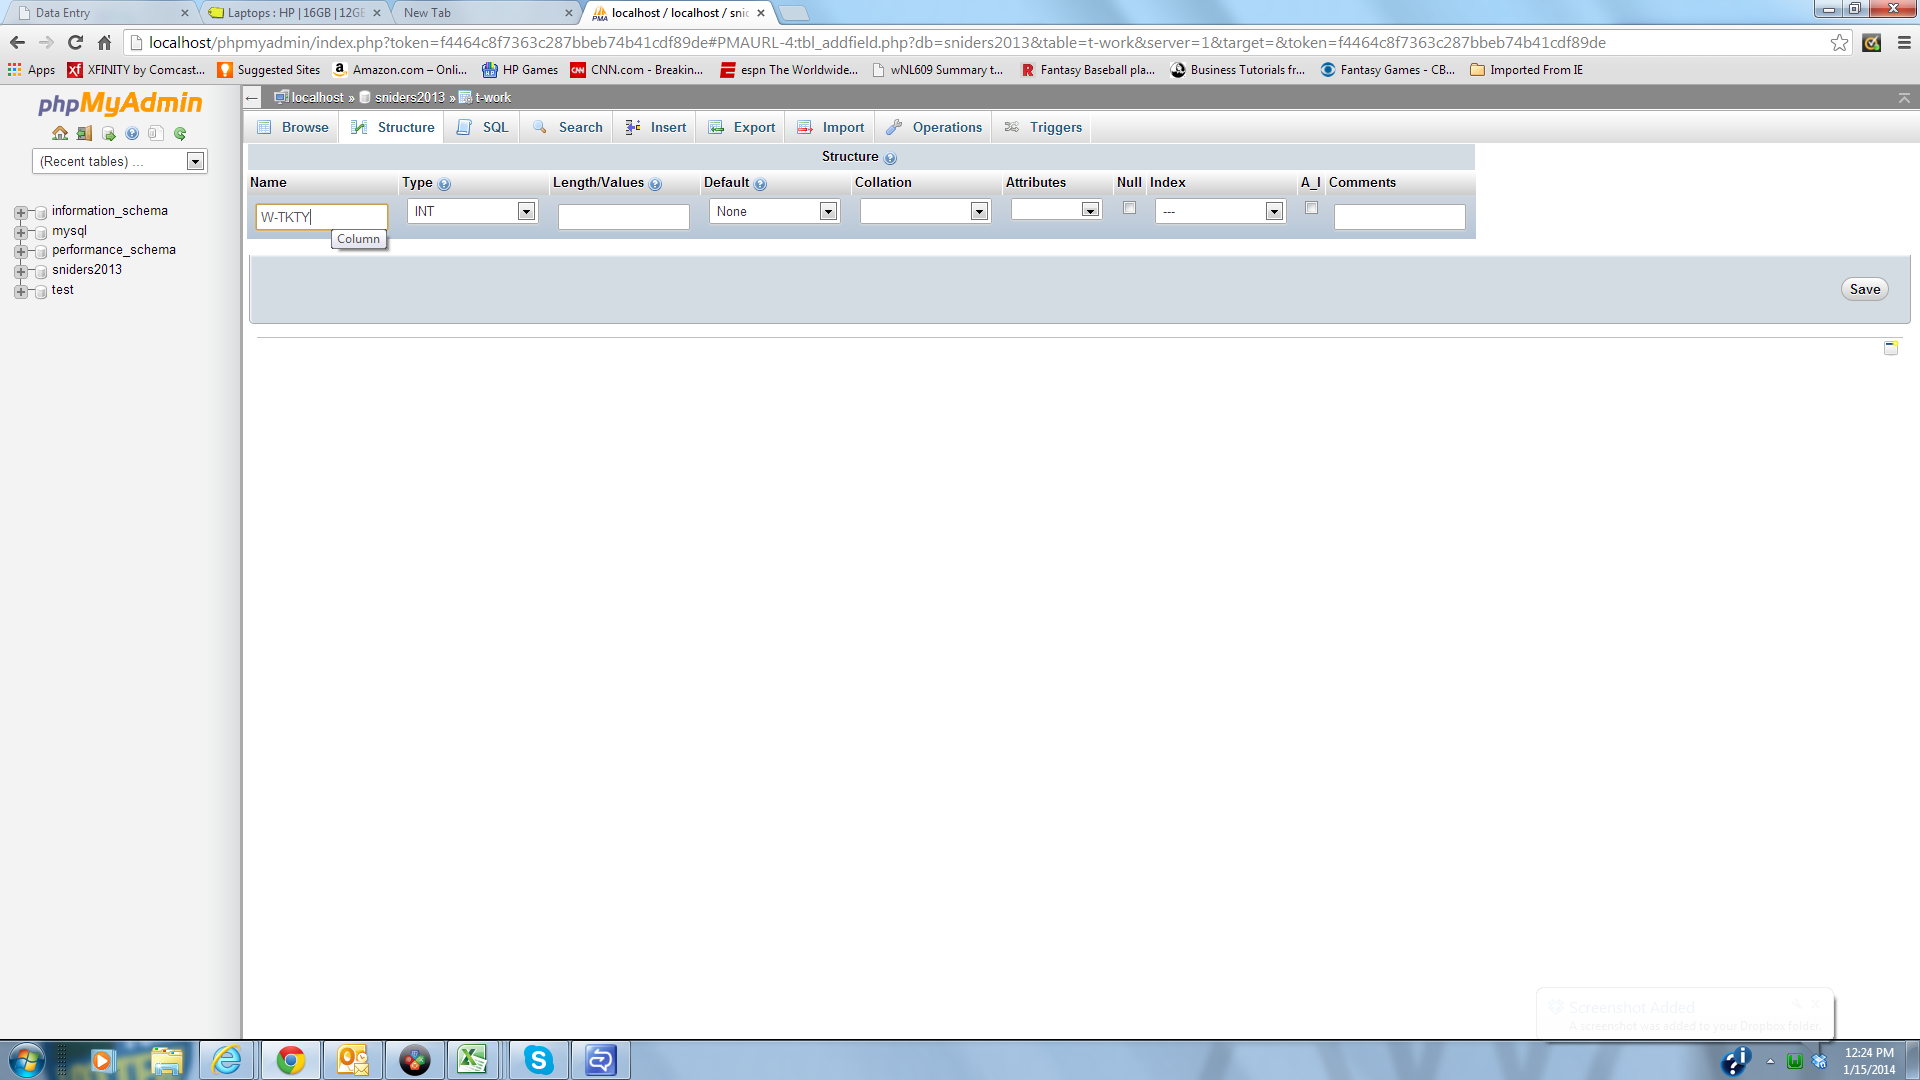 Data Entry
Laptops : HP | 16GB | 12GE
New Tab
localhost / localhost / snid
localhost/phpmyadmin/index.php?token=f4464c8f7363c287bbeb74b41cdf89de#PMAURL-4:tbl_addfield.php?db=sniders2013&table=t-work&server=1&target=&token=f4464c8f7363c287bbeb74b41cdf89de
Apps XFINITY by Comcast... Suggested Sites Amazon.com – Onli... HP Games CNN.com - Breakin... espn The Worldwide... wNL609 Summary t... Fantasy Baseball pla... Business Tutorials fr... Fantasy Games - CB... Imported From IE
phpMyAdmin
(Recent tables) ...
information_schema
mysql
performance_schema
sniders2013
test
localhost » sniders2013 » t-work
Browse Structure SQL Search Insert Export Import Operations Triggers
Structure
Name Type Length/Values Default Collation Attributes Null Index A_I Comments
W-TKTY INT None ---
Column
Save
Screenshot Added
A screenshot was added to your Dropbox folder.
12:24 PM
1/15/2014